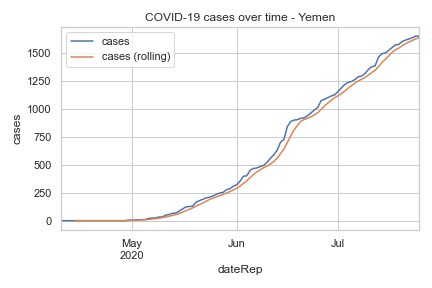 COVID-19 cases over time - Yemen
cases
cases (rolling)
1500
1250
1000
750
500
250
0
cases
May
2020
Jun
Jul
dateRep